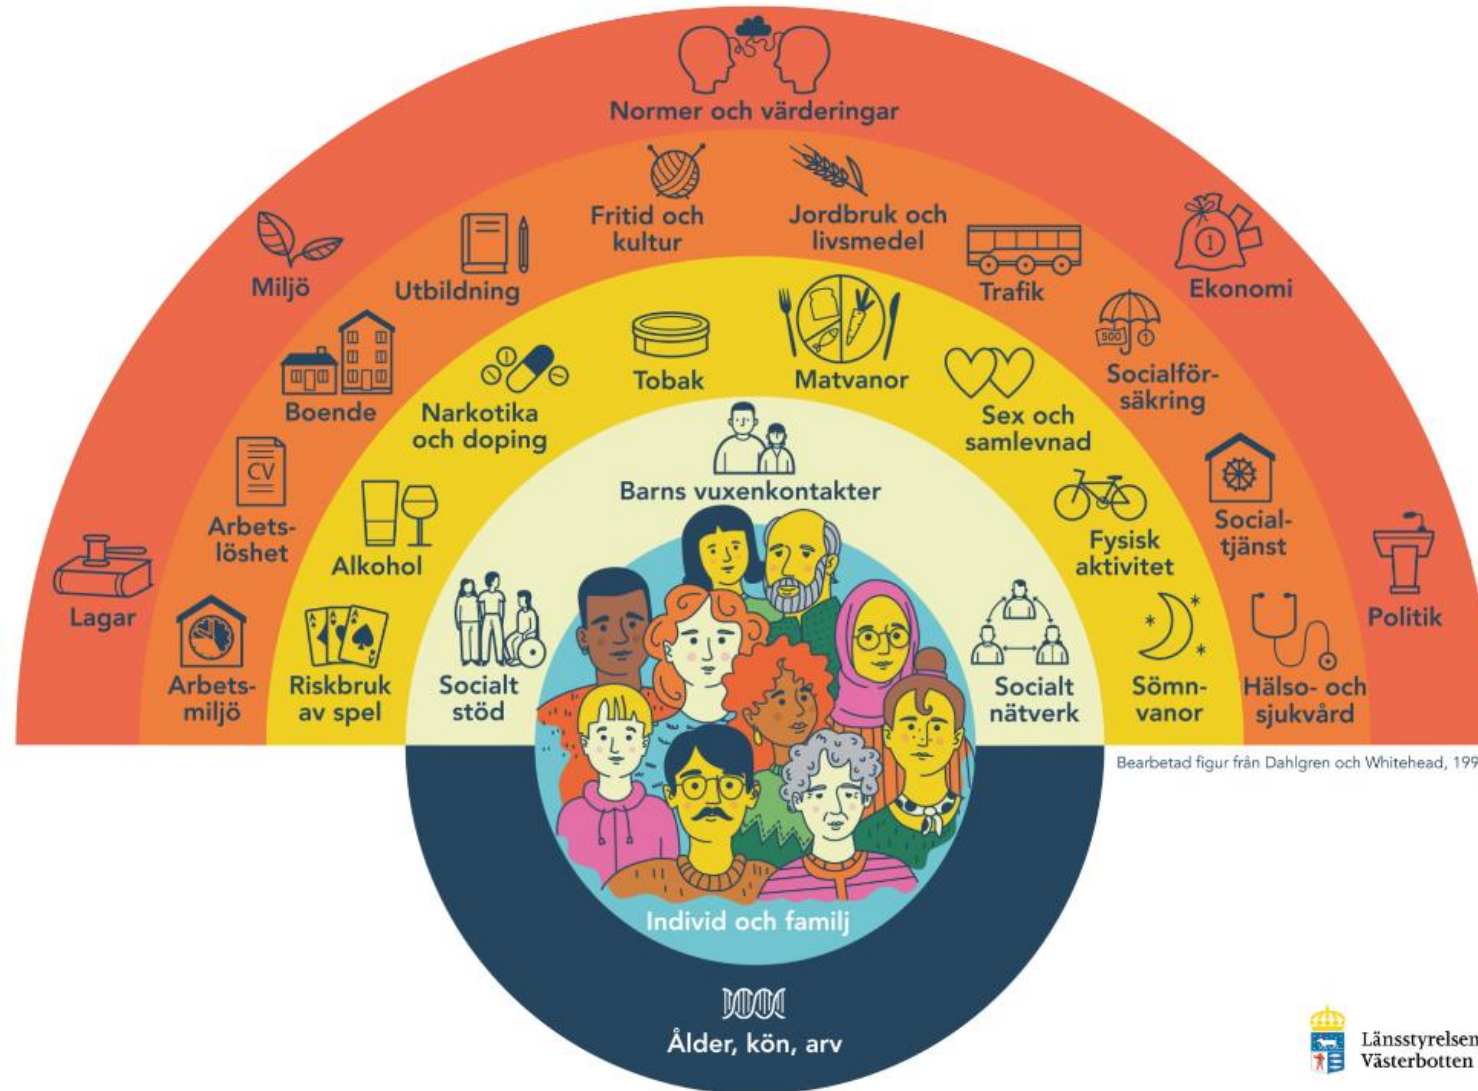 Normer och värderingar
Miljö
Ekonomi
Lagar
Politik
Fritid och
kultur
Jordbruk och
livsmedel
Utbildning
Trafik
Boende
500
1
Socialför-
säkring
CV
Arbets-
löshet
Social-
tjänst
Arbets-
miljö
Hälso- och
sjukvård
Tobak
Matvanor
Narkotika
och doping
Sex och
samlevnad
Alkohol
Fysisk
aktivitet
A
A
A
A
Riskbruk
av spel
Sömn-
vanor
Barns vuxenkontakter
Socialt
stöd
Socialt
nätverk
Individ och familj
Ålder, kön, arv
1
Bearbetad figur från Dahlgren och Whitehead, 199
Länsstyrelsen
Västerbotten